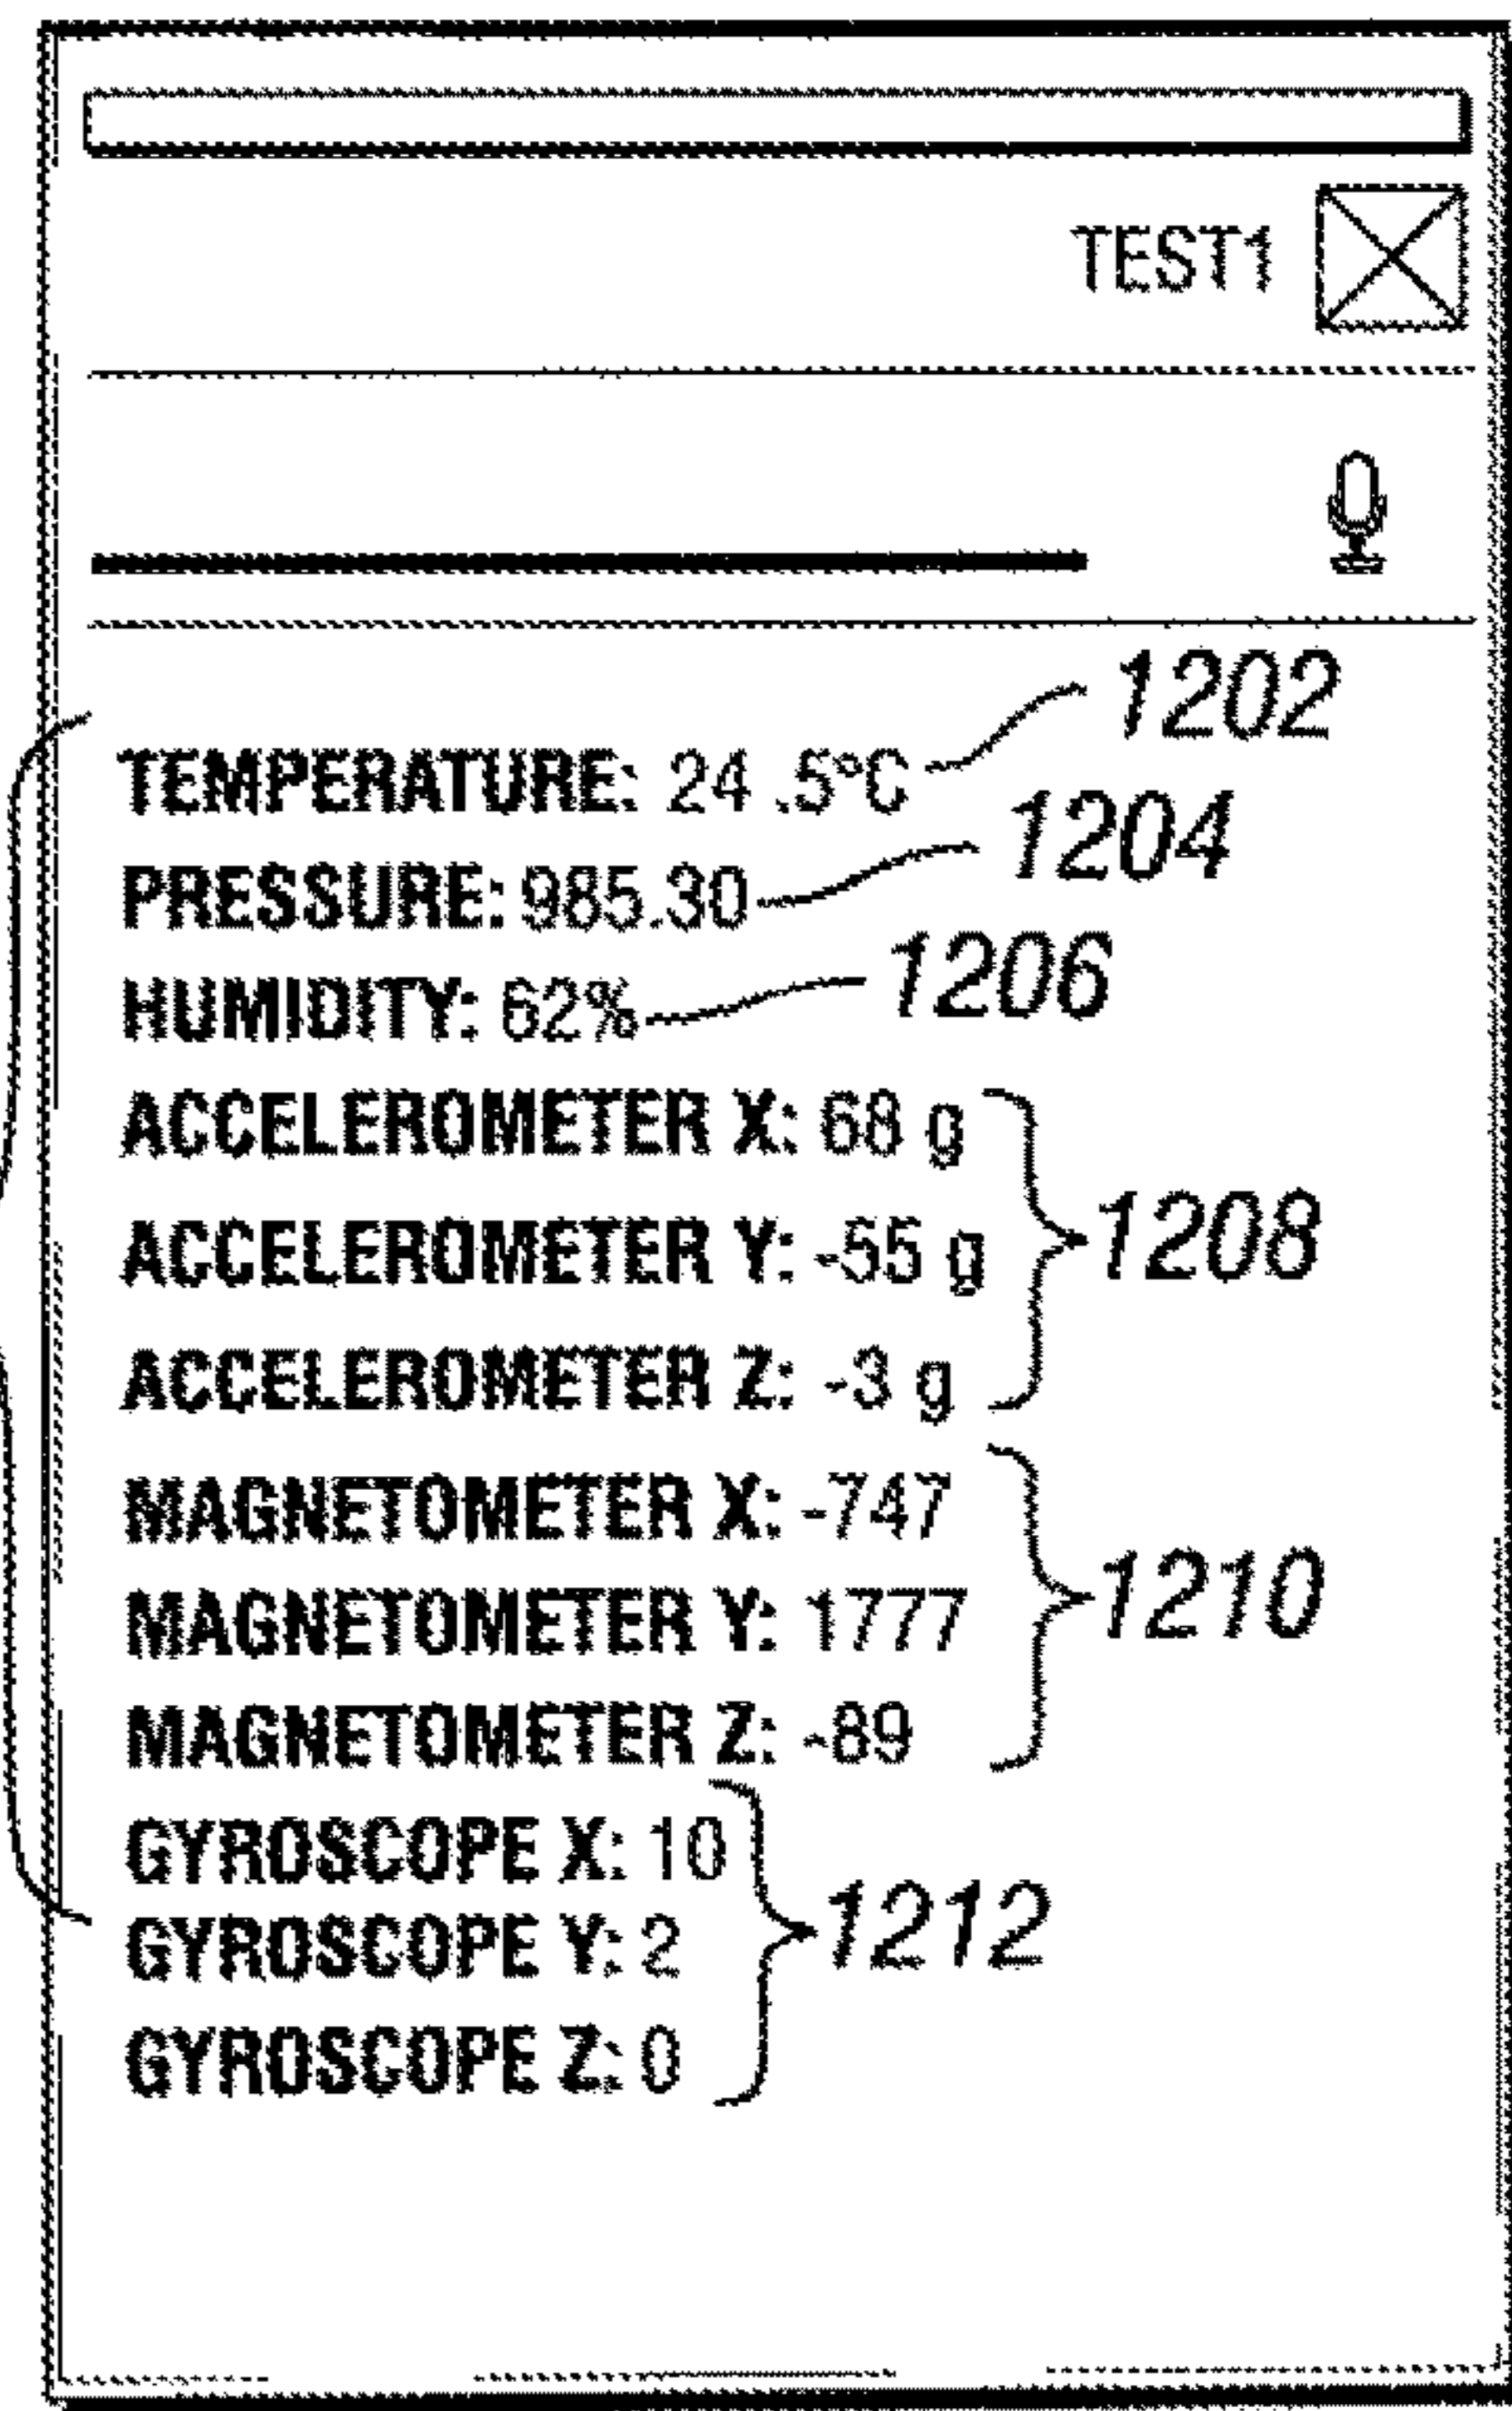 TEST1
1202
TEMPERATURE: 24 .5°C
1204
PRESSURE: 985.30
1206
HUMIDITY: 62%
ACCELEROMETER X: 68 g
1208
ACCELEROMETER Y: -55 g
ACCELEROMETER Z: -3 g
MAGNETOMETER X: -747
1210
MAGNETOMETER Y: 1777
MAGNETOMETER Z: -89
GYROSCOPE X: 10
1212
GYROSCOPE Y: 2
GYROSCOPE Z: 0